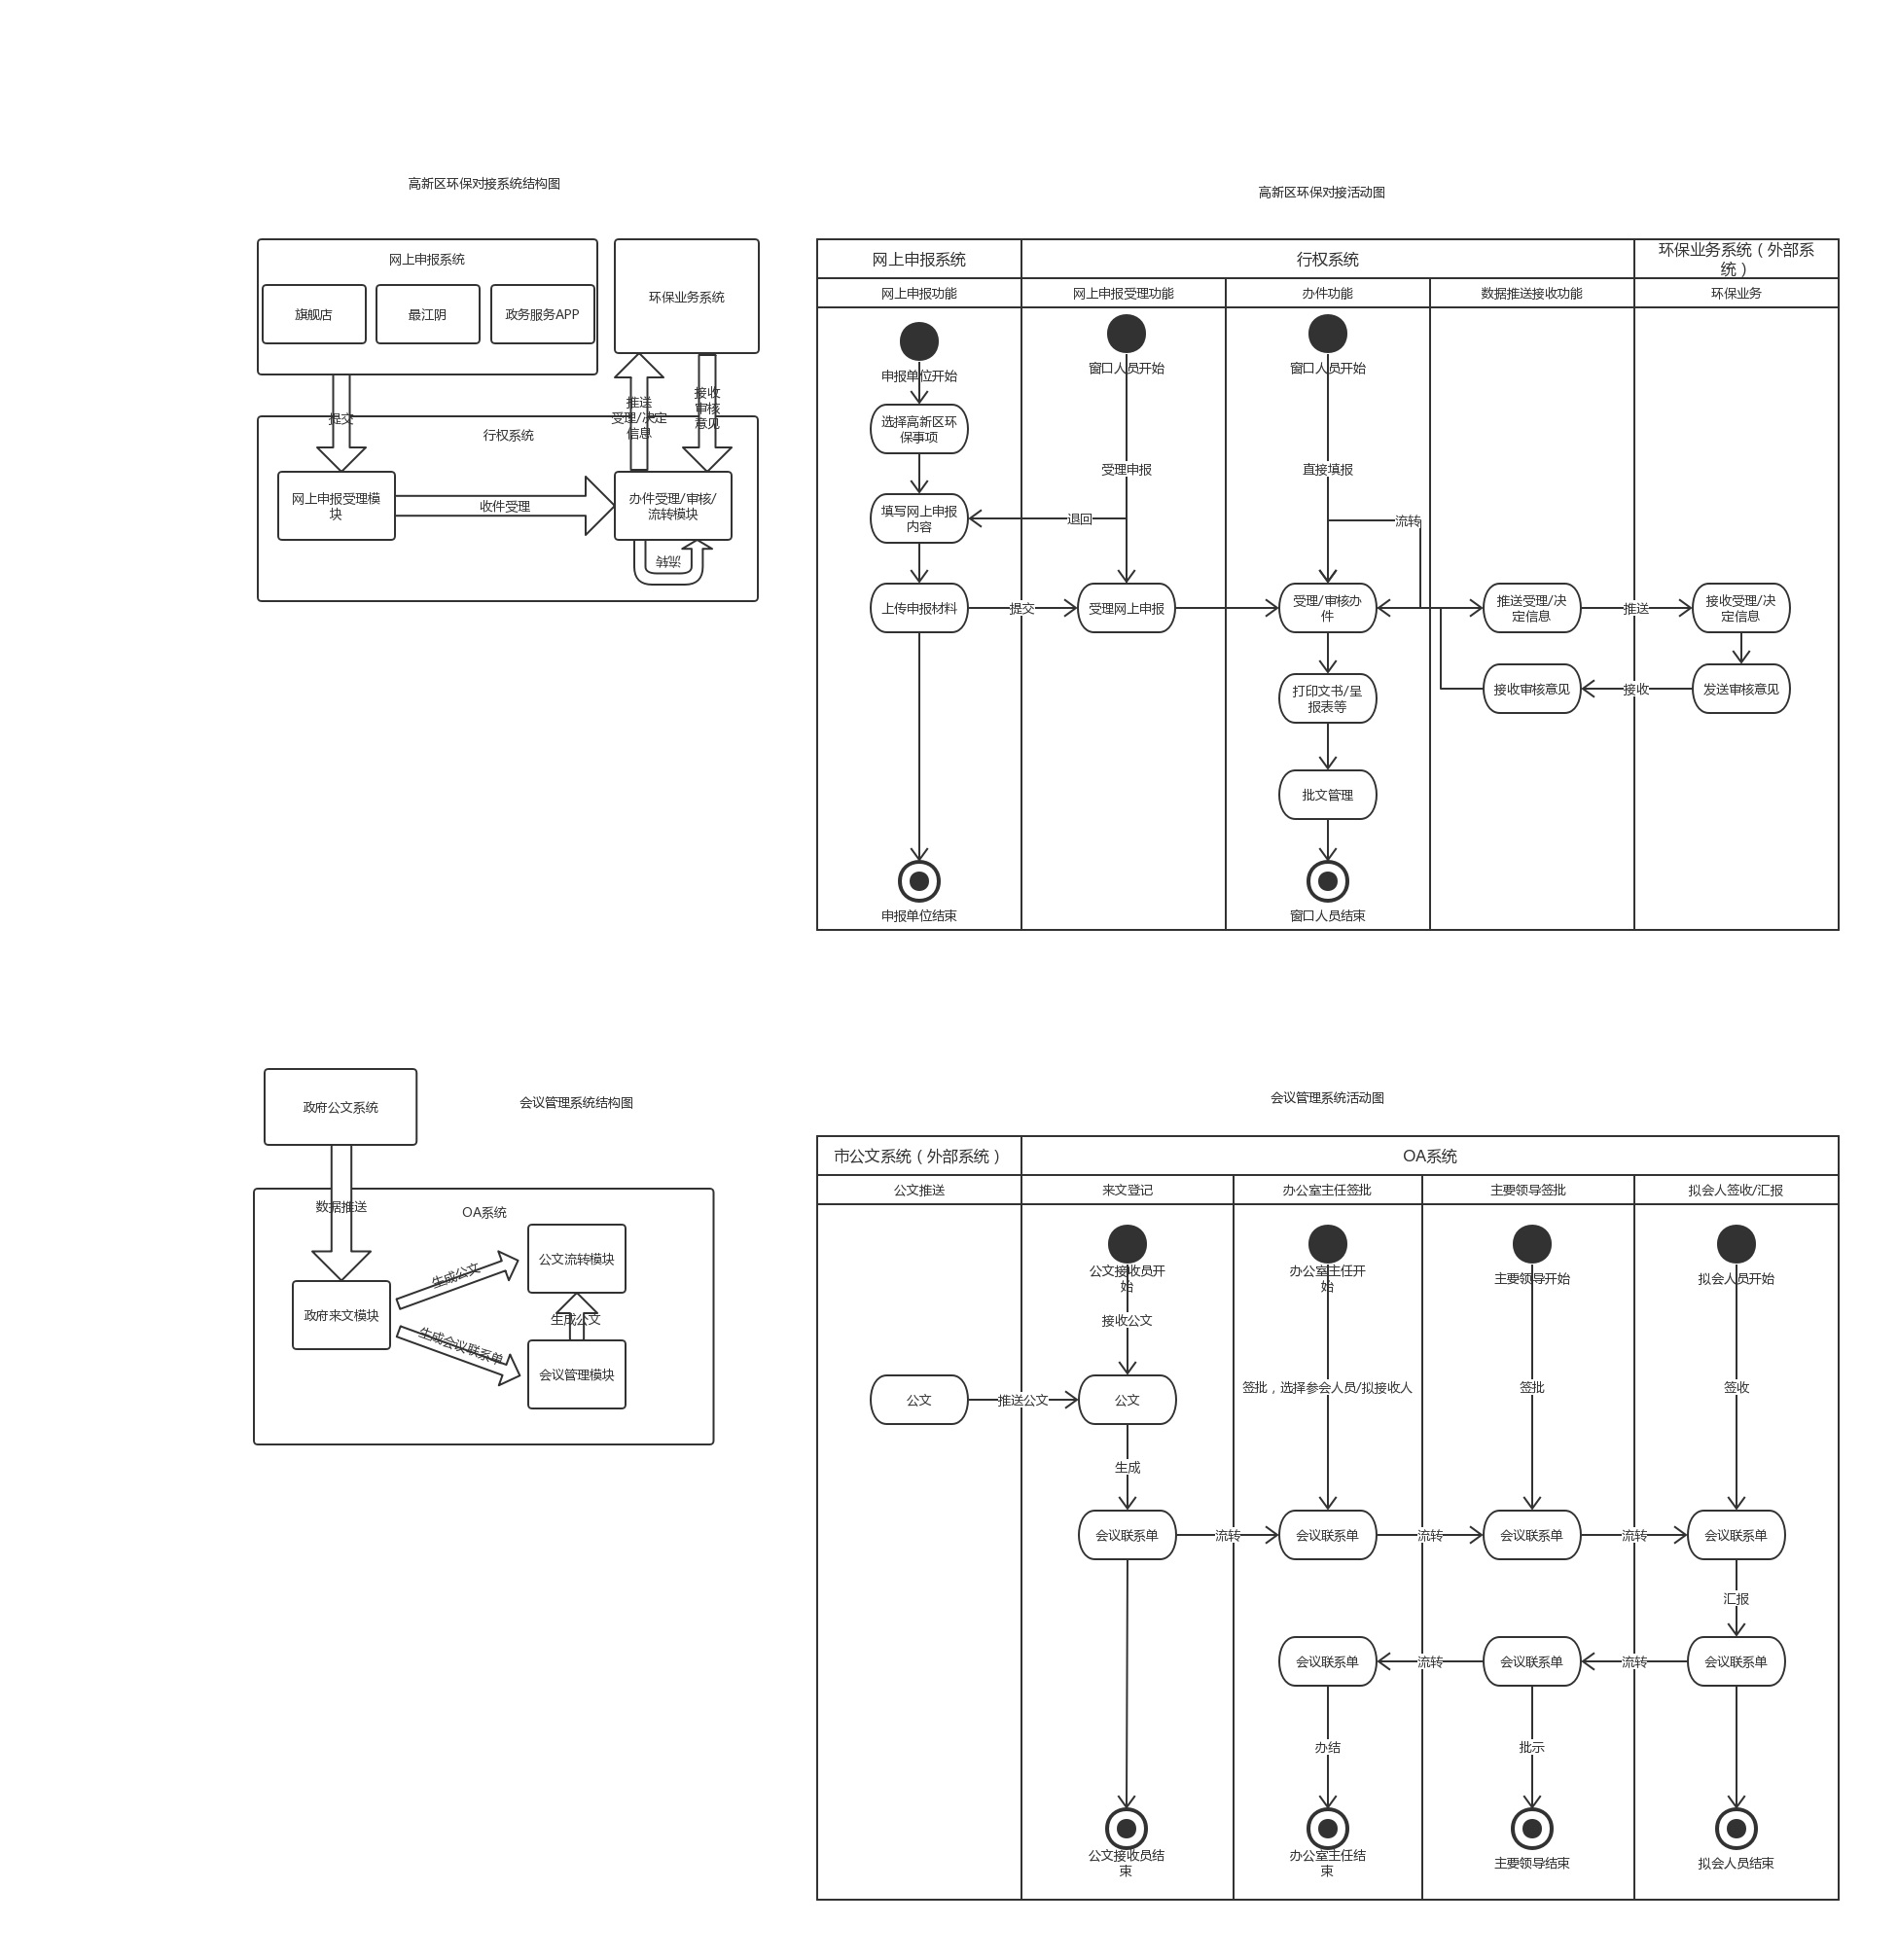 高新区环保对接系统结构图
网上申报系统
旗舰店
最江阴
政务服务APP
环保业务系统
提交
推送
受理/决定
信息
接收
审核
意见
行权系统
网上申报受理模
块
收件受理
办件受理/审核/
流转模块
流转
高新区环保对接活动图
网上申报系统
行权系统
环保业务系统（外部系
统）
网上申报功能
网上申报受理功能
办件功能
数据推送接收功能
环保业务
申报单位开始
窗口人员开始
窗口人员开始
选择高新区环
保事项
受理申报
直接填报
填写网上申报
内容
退回
流转
上传申报材料
提交
受理网上申报
受理/审核办
件
推送受理/决
定信息
推送
接收受理/决
定信息
打印文书/呈
报表等
接收审核意见
接收
发送审核意见
批文管理
申报单位结束
窗口人员结束
政府公文系统
会议管理系统结构图
数据推送
OA系统
生成公文
公文流转模块
政府来文模块
生成公文
生成会议联系单
会议管理模块
会议管理系统活动图
市公文系统（外部系统）
OA系统
公文推送
来文登记
办公室主任签批
主要领导签批
拟会人签收/汇报
公文接收员开
始
办公室主任开
始
主要领导开始
拟会人员开始
接收公文
签批，选择参会人员/拟接收人
签批
签收
公文
推送公文
公文
生成
会议联系单
流转
会议联系单
流转
会议联系单
流转
会议联系单
汇报
会议联系单
流转
会议联系单
流转
会议联系单
办结
批示
公文接收员结
束
办公室主任结
束
主要领导结束
拟会人员结束